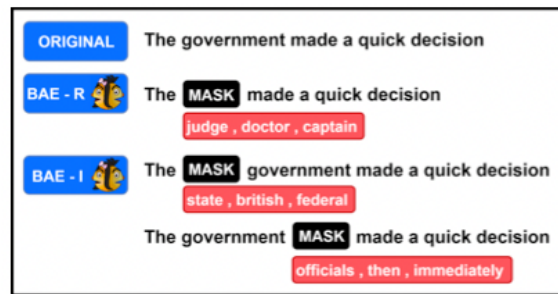 ORIGINAL The government made a quick decision
BAE - R The MASK made a quick decision
judge , doctor , captain
BAE - I The MASK government made a quick decision
state , british , federal
The government MASK made a quick decision
officials , then , immediately